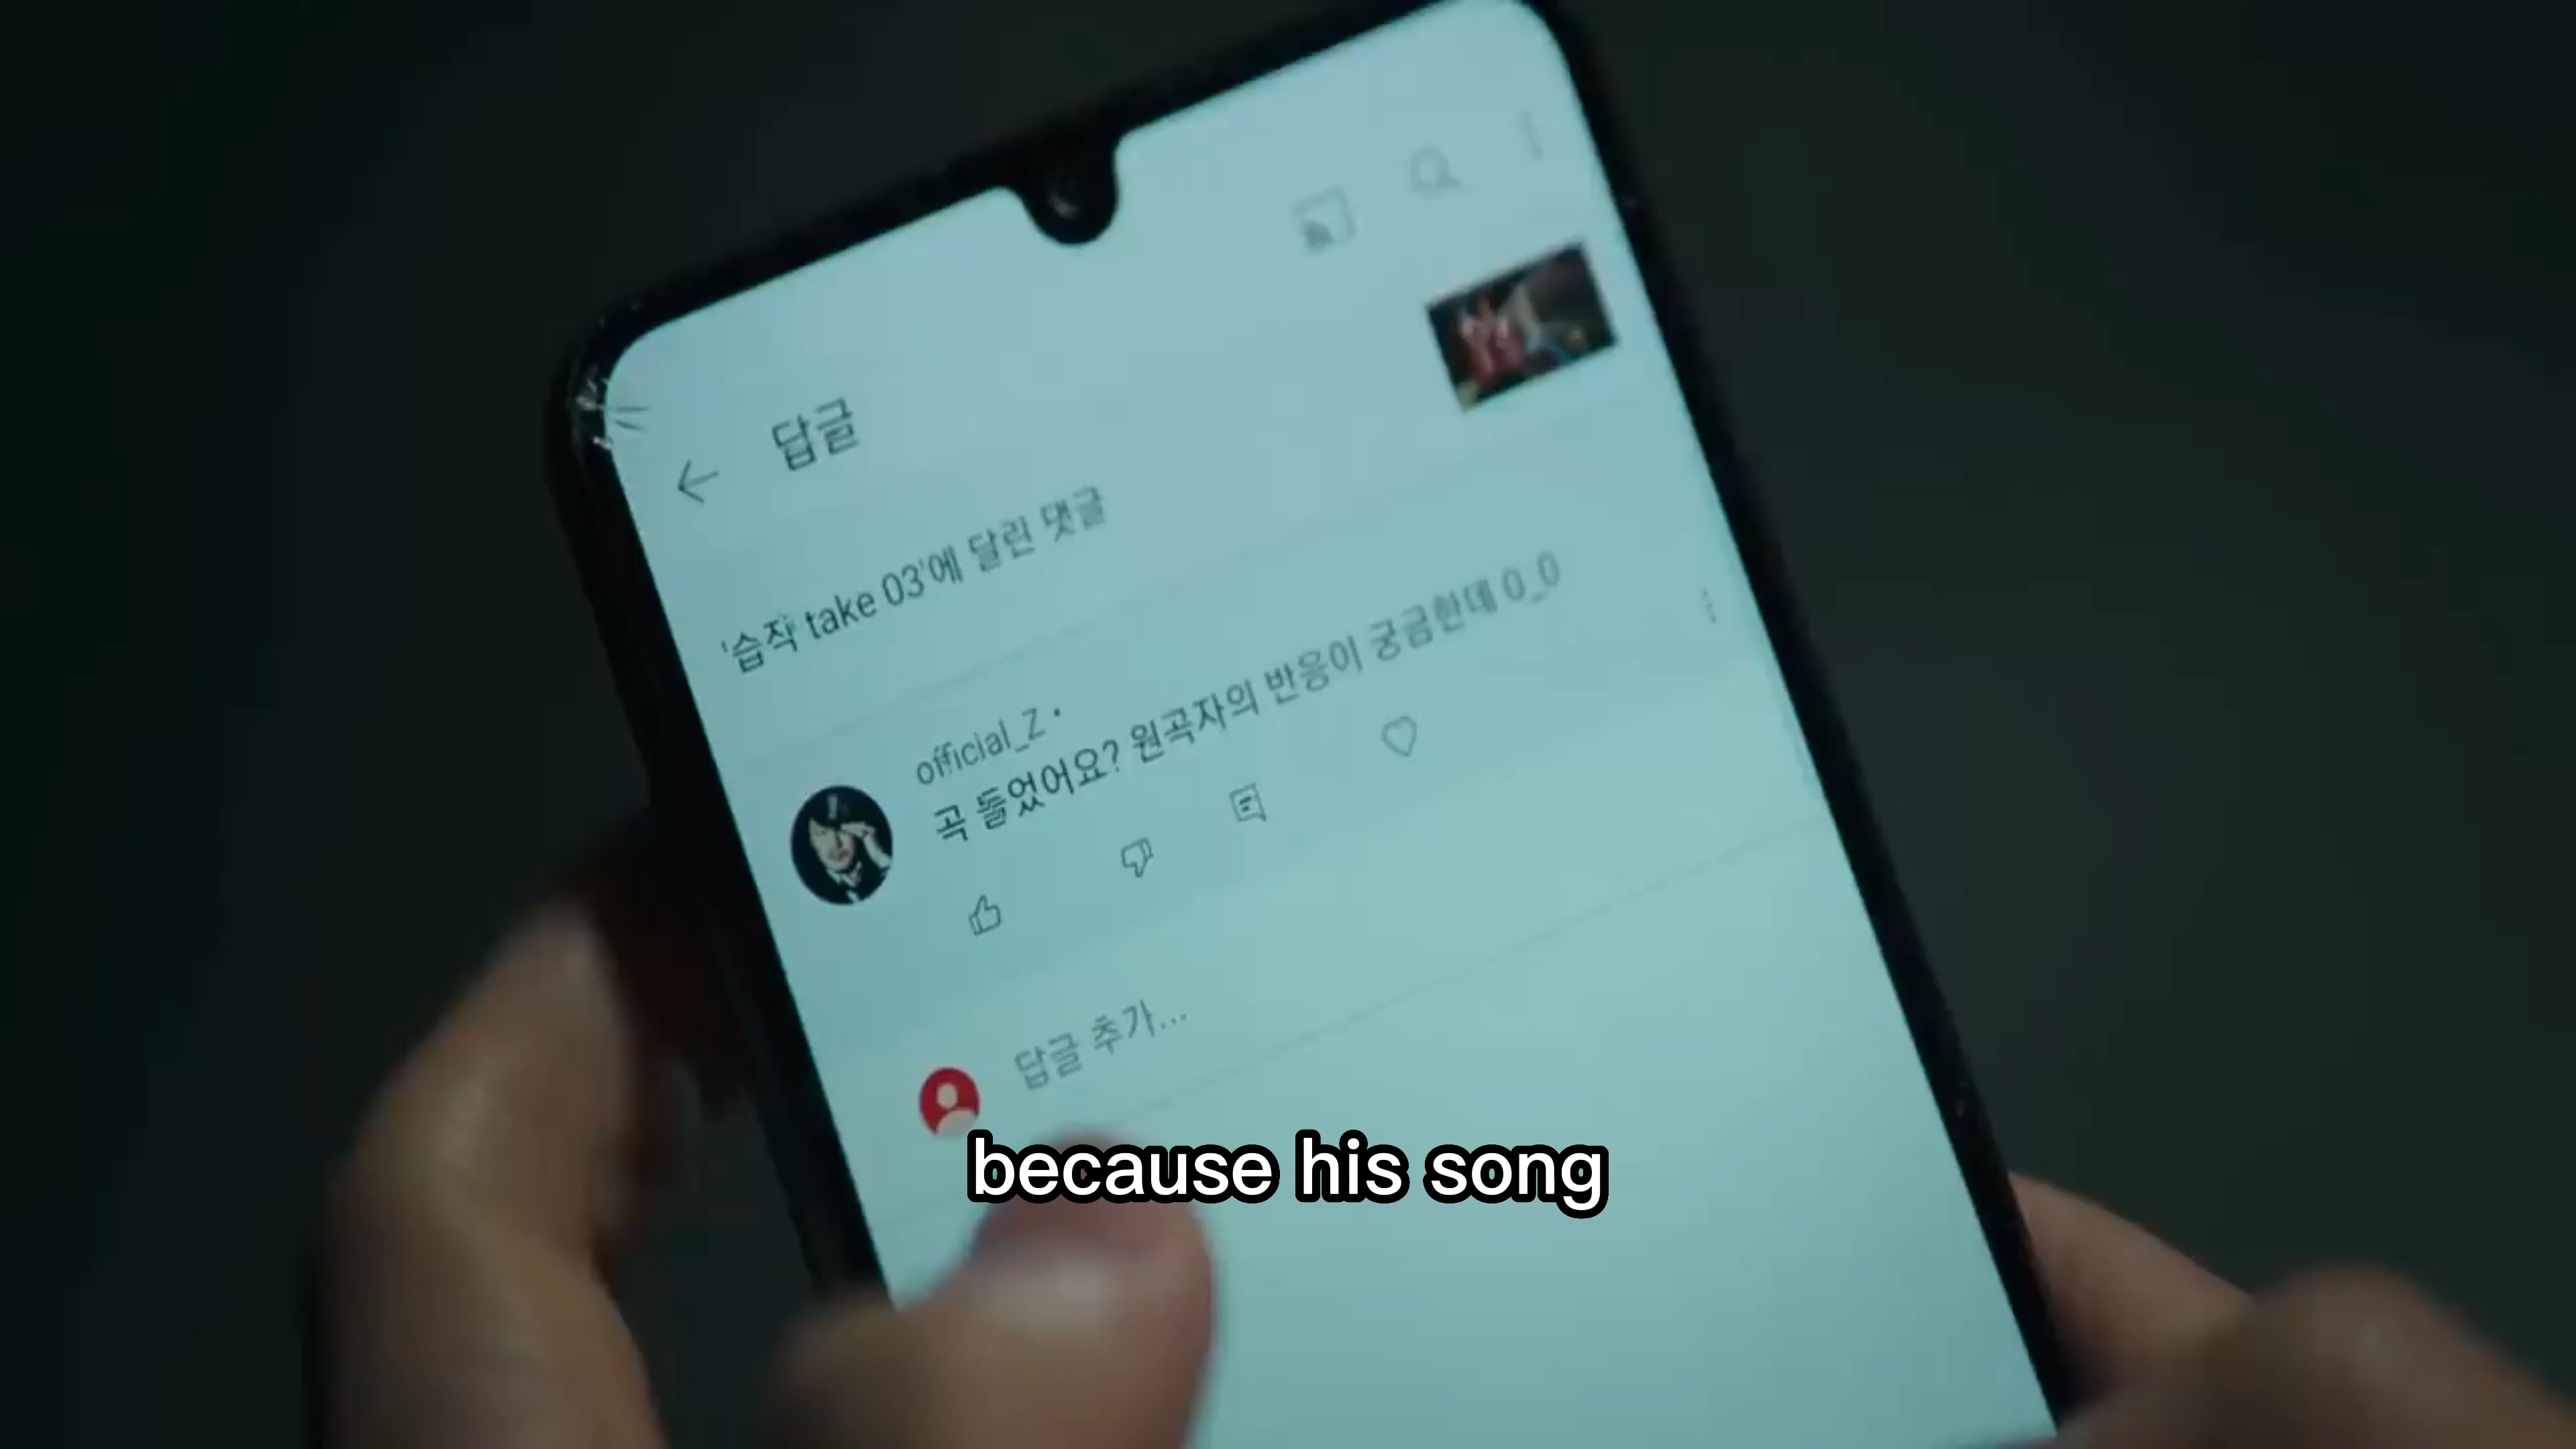 답글
'습작 take 03'에 달린 댓글
official_Z •
곡 들었어요? 원곡자의 반응이 궁금한데 0_0
답글 추가...
because his song